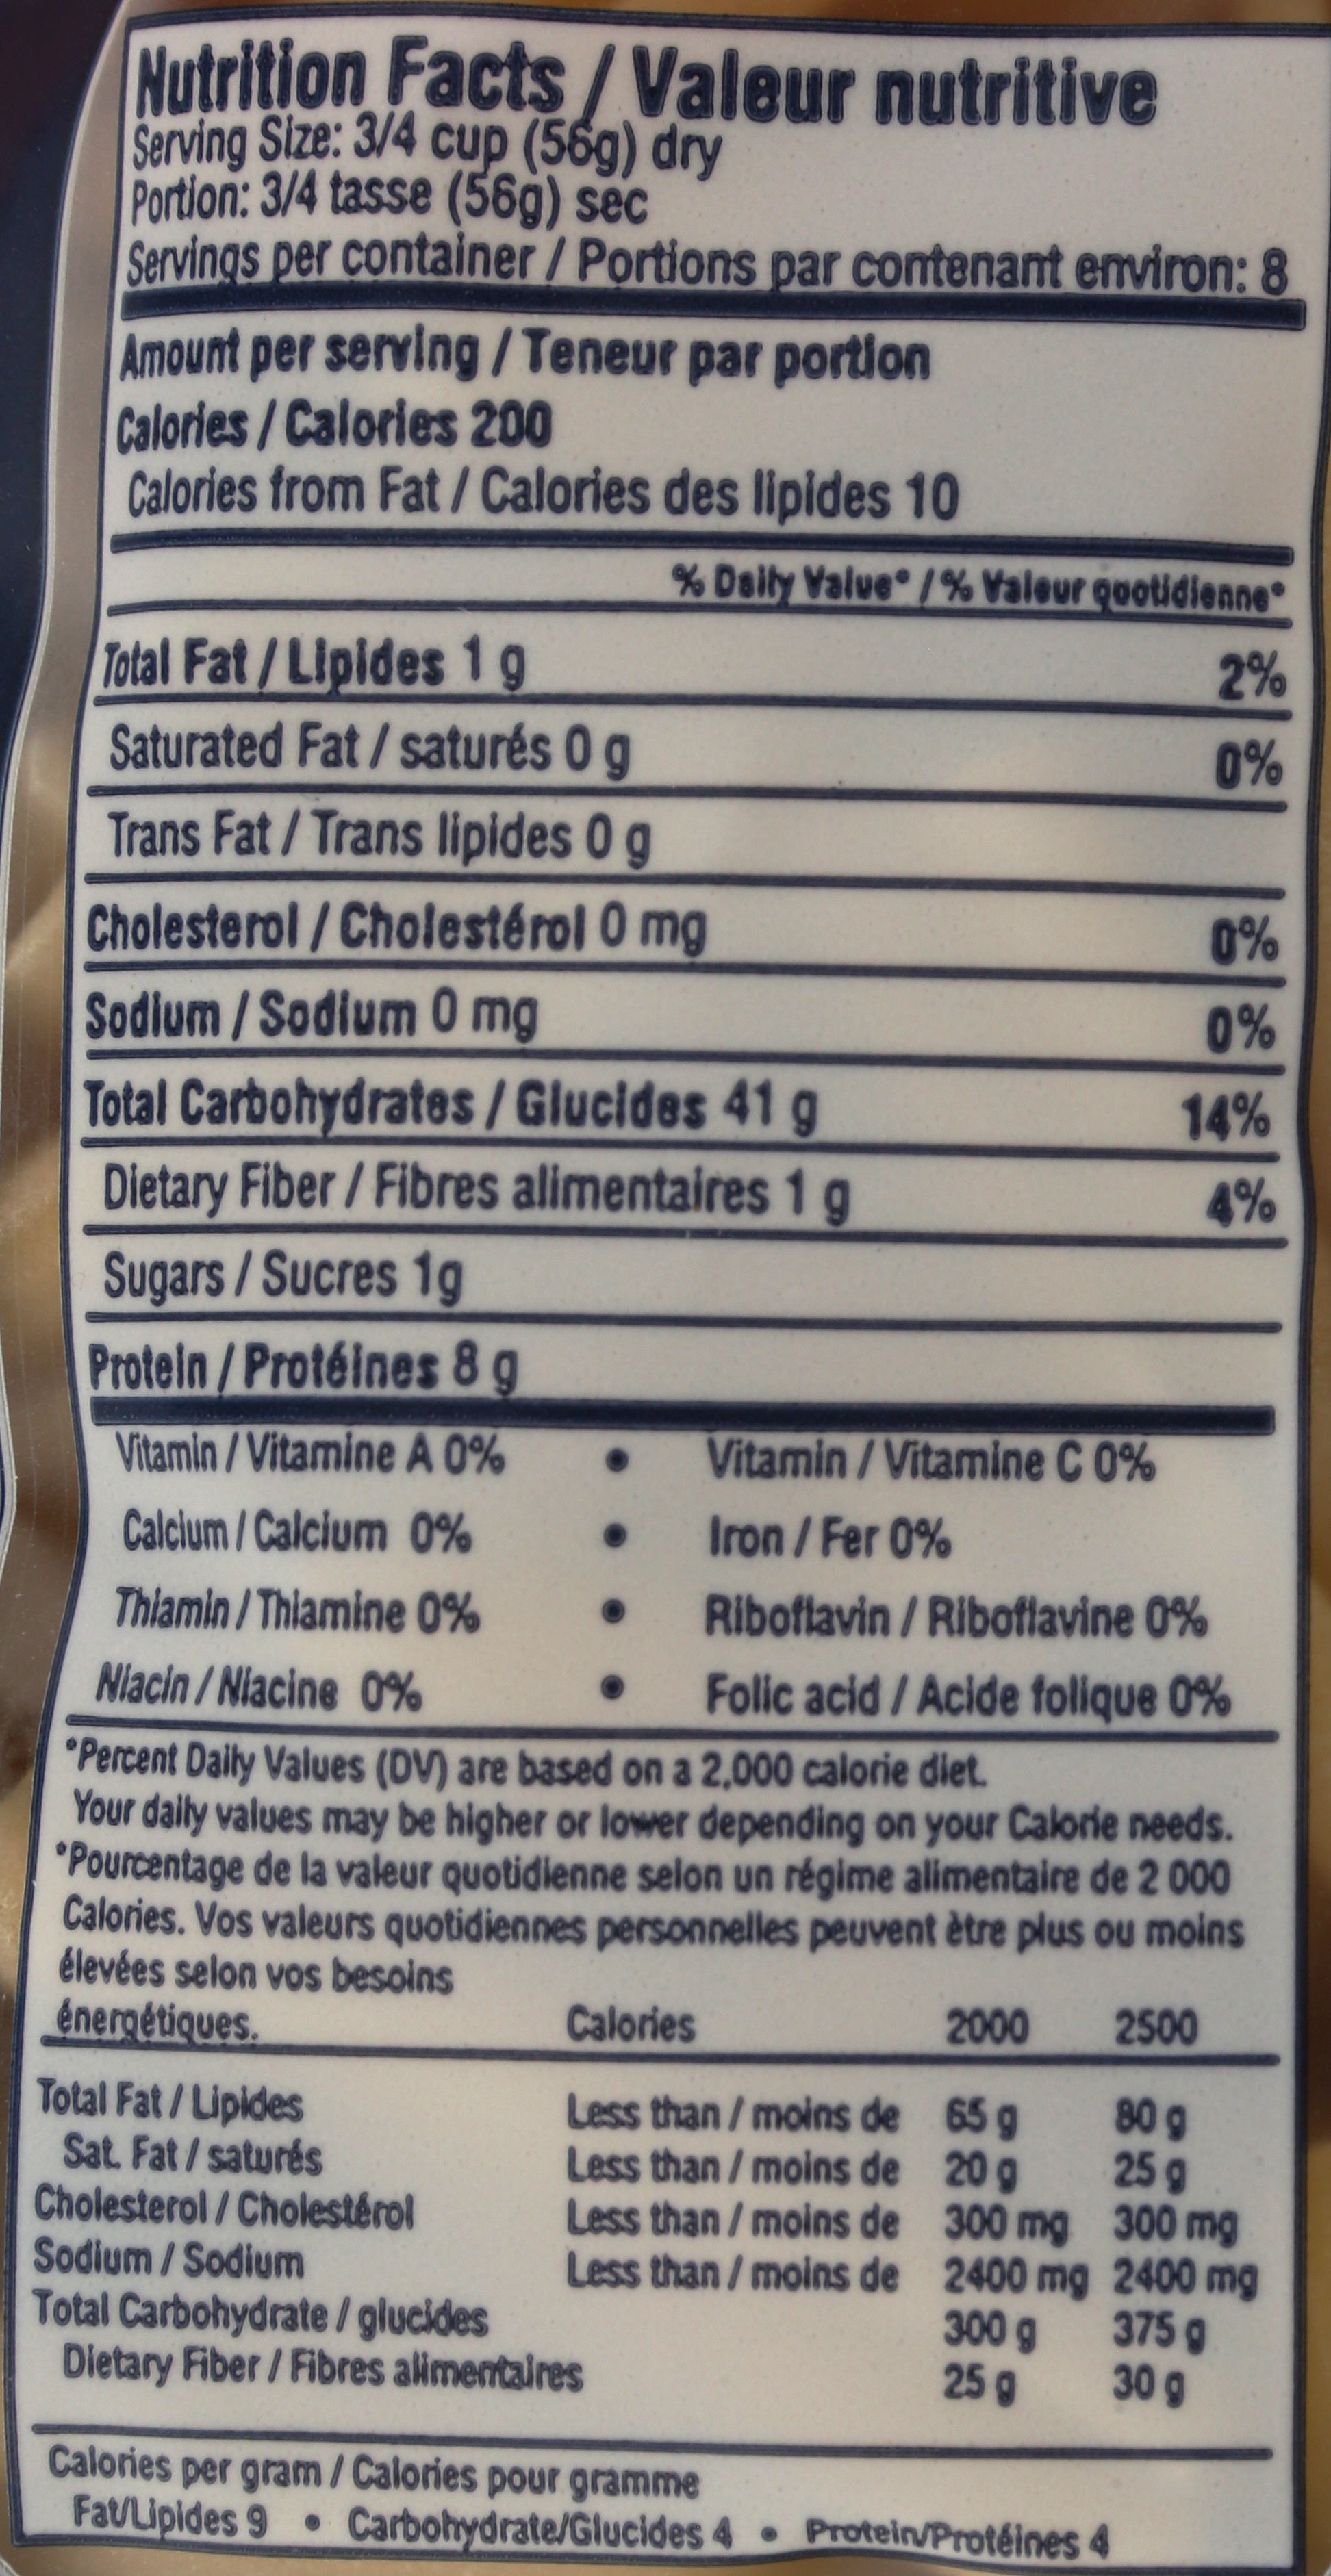 Nutrition Facts / Valeur nutritive
Serving Size: 3/4 cup (56g) dry
Portion: 3/4 tasse (56g) sec
Servings per container / Portions par contenant environ: 8
Amount per serving / Teneur par portion
Calories / Calories 200
Calories from Fat / Calories des lipides 10
% Daily Value* / % Valeur quotidienne*
Total Fat / Lipides 1 g 2%
Saturated Fat / saturés 0 g 0%
Trans Fat / Trans lipides 0 g
Cholesterol / Cholestérol 0 mg 0%
Sodium / Sodium 0 mg 0%
Total Carbohydrates / Glucides 41 g 14%
Dietary Fiber / Fibres alimentaires 1 g 4%
Sugars / Sucres 1g
Protein / Protéines 8 g
Vitamin / Vitamine A 0% • Vitamin / Vitamine C 0%
Calcium / Calcium 0% • Iron / Fer 0%
Thiamin / Thiamine 0% • Riboflavin / Riboflavine 0%
Niacin / Niacine 0% • Folic acid / Acide folique 0%
*Percent Daily Values (DV) are based on a 2,000 calorie diet.
Your daily values may be higher or lower depending on your Calorie needs.
*Pourcentage de la valeur quotidienne selon un régime alimentaire de 2 000
Calories. Vos valeurs quotidiennes personnelles peuvent être plus ou moins
élevées selon vos besoins
énergétiques. Calories 2000 2500
Total Fat / Lipides Less than / moins de 65 g 80 g
Sat. Fat / saturés Less than / moins de 20 g 25 g
Cholesterol / Cholestérol Less than / moins de 300 mg 300 mg
Sodium / Sodium Less than / moins de 2400 mg 2400 mg
Total Carbohydrate / glucides 300 g 375 g
Dietary Fiber / Fibres alimentaires 25 g 30 g
Calories per gram / Calories pour gramme
Fat/Lipides 9 • Carbohydrate/Glucides 4 • Protein/Protéines 4